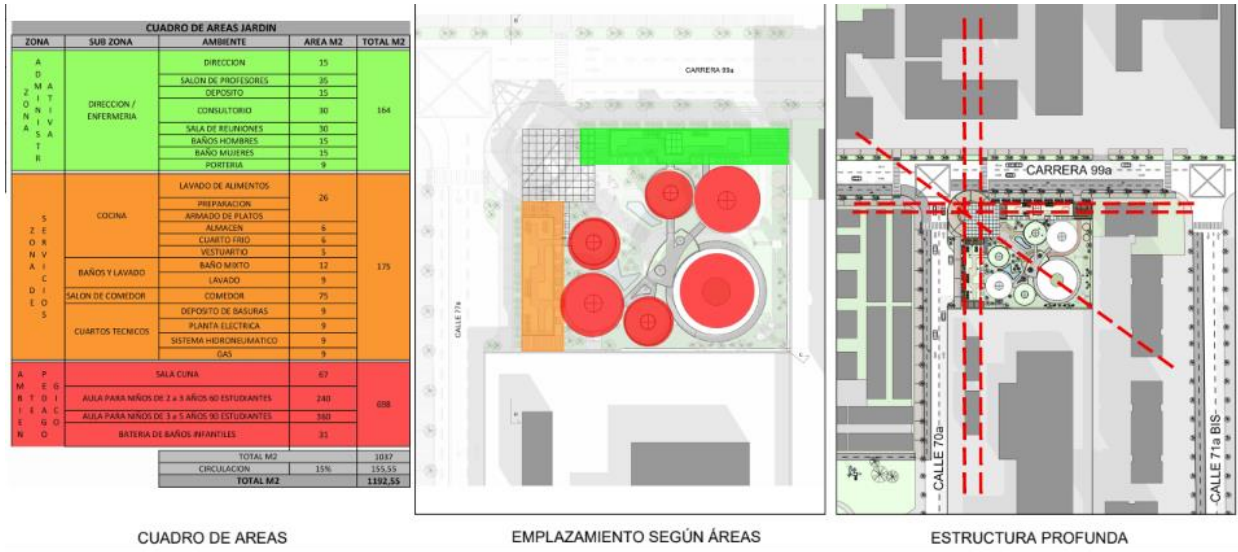 CUADRO DE AREAS JARDIN
ZONA SUB ZONA AMBIENTE AREA M2 TOTAL M2
ZONA ADMINISTRATIVA
DIRECCION / ENFERMERIA
DIRECCION 15
SALON DE PROFESORES 35
DEPOSITO 15
CONSULTORIO 30
SALA DE REUNIONES 30
BAÑOS HOMBRES 15
BAÑO MUJERES 15
PORTERIA 9
164
ZONA DE SERVICIOS
COCINA
LAVADO DE ALIMENTOS
PREPARACION
26
ARMADO DE PLATOS
ALMACEN 6
CUARTO FRIO 6
VESTUARTIO 5
BAÑOS Y LAVADO
BAÑO MIXTO 12
LAVADO 9
SALON DE COMEDOR COMEDOR 75
CUARTOS TECNICOS
DEPOSITO DE BASURAS 9
PLANTA ELECTRICA 9
SISTEMA HIDRONEUMATICO 9
GAS 9
175
AMBIENTE PEDAGOGICO
SALA CUNA 67
AULA PARA NIÑOS DE 2 a 3 AÑOS 60 ESTUDIANTES 240
AULA PARA NIÑOS DE 3 a 5 AÑOS 90 ESTUDIANTES 360
BATERIA DE BAÑOS INFANTILES 31
698
TOTAL M2 1037
CIRCULACION 15% 155,55
TOTAL M2 1192,55
CUADRO DE AREAS
CARRERA 99a
CALLE 77a
EMPLAZAMIENTO SEGÚN ÁREAS
CARRERA 99a
CALLE 70a
CALLE 71a BIS
ESTRUCTURA PROFUNDA